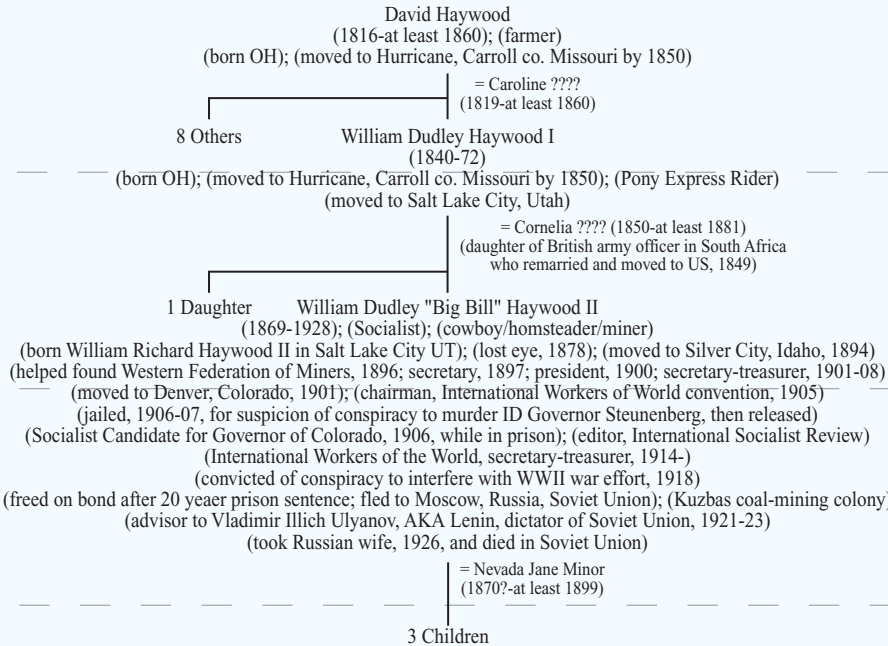 David Haywood
(1816-at least 1860); (farmer)
(born OH); (moved to Hurricane, Carroll co. Missouri by 1850)
= Caroline ????
(1819-at least 1860)
8 Others
William Dudley Haywood I
(1840-72)
(born OH); (moved to Hurricane, Carroll co. Missouri by 1850); (Pony Express Rider)
(moved to Salt Lake City, Utah)
= Cornelia ???? (1850-at least 1881)
(daughter of British army officer in South Africa
who remarried and moved to US, 1849)
1 Daughter
William Dudley "Big Bill" Haywood II
(1869-1928); (Socialist); (cowboy/homsteader/miner)
(born William Richard Haywood II in Salt Lake City UT); (lost eye, 1878); (moved to Silver City, Idaho, 1894)
(helped found Western Federation of Miners, 1896; secretary, 1897; president, 1900; secretary-treasurer, 1901-08)
(moved to Denver, Colorado, 1901); (chairman, International Workers of World convention, 1905)
(jailed, 1906-07, for suspicion of conspiracy to murder ID Governor Steunenberg, then released)
(Socialist Candidate for Governor of Colorado, 1906, while in prison); (editor, International Socialist Review)
(International Workers of the World, secretary-treasurer, 1914-)
(convicted of conspiracy to interfere with WWII war effort, 1918)
(freed on bond after 20 yeaer prison sentence; fled to Moscow, Russia, Soviet Union); (Kuzbas coal-mining colony)
(advisor to Vladimir Illich Ulyanov, AKA Lenin, dictator of Soviet Union, 1921-23)
(took Russian wife, 1926, and died in Soviet Union)
= Nevada Jane Minor
(1870?-at least 1899)
3 Children